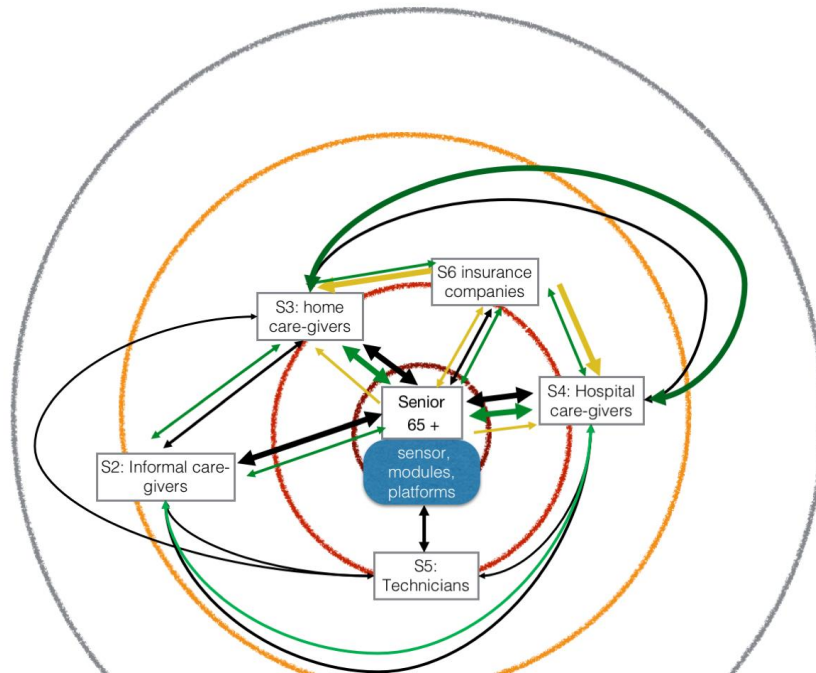 S6 insurance
companies
S3: home
care-givers
Senior
65 +
S4: Hospital
care-givers
sensor,
modules,
platforms
S2: Informal care-
givers
S5:
Technicians